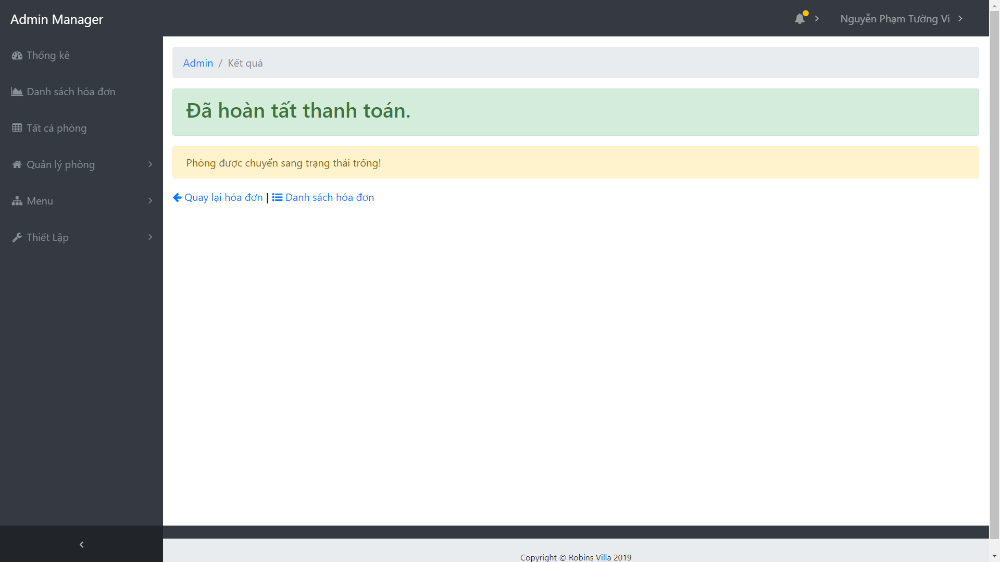 Admin Manager
Nguyễn Phạm Tường Vi
Thống kê
Danh sách hóa đơn
Tất cả phòng
Quản lý phòng
Menu
Thiết Lập
Admin / Kết quả
Đã hoàn tất thanh toán.
Phòng được chuyển sang trạng thái trống!
Quay lại hóa đơn | Danh sách hóa đơn
Copyright © Robins Villa 2019